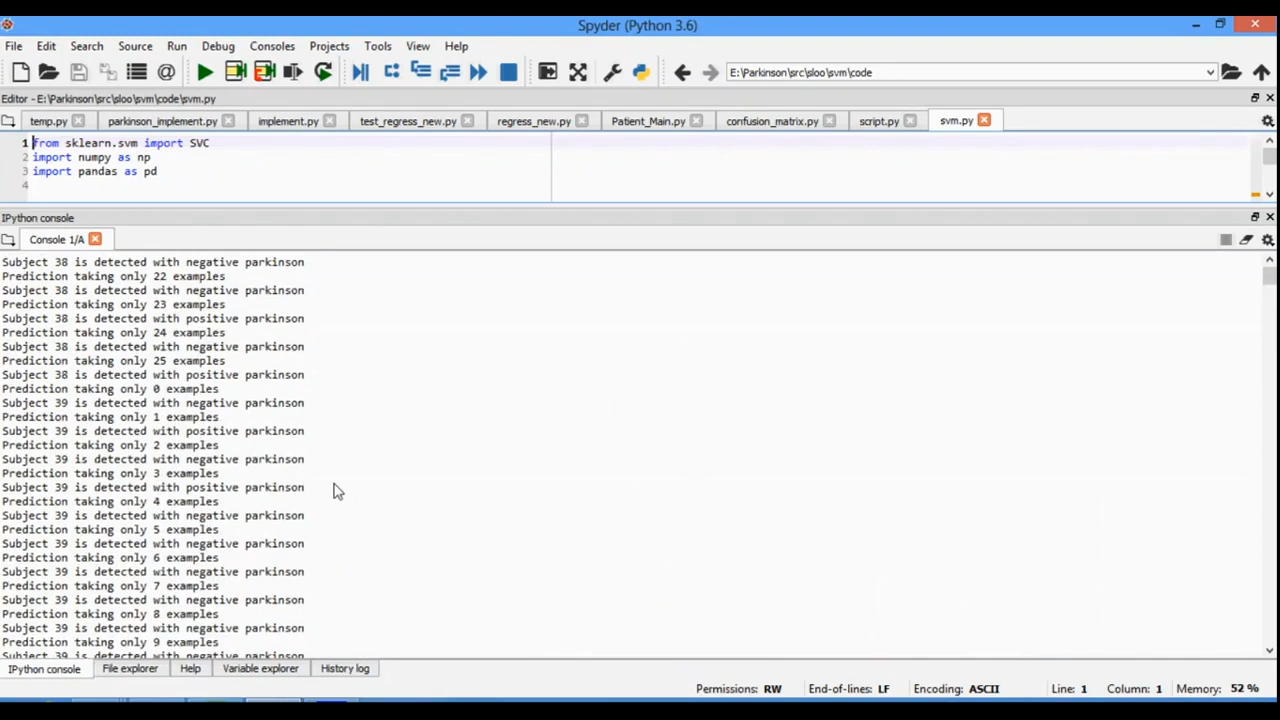 Spyder (Python 3.6)
File Edit Search Source Run Debug Consoles Projects Tools View Help
E:\Parkinson\src\sloo\svm\code
Editor - E:\Parkinson\src\sloo\svm\code\svm.py
temp.py parkinson_implement.py implement.py test_regress_new.py regress_new.py Patient_Main.py confusion_matrix.py script.py svm.py
1 from sklearn.svm import SVC
2 import numpy as np
3 import pandas as pd
4
IPython console
Console 1/A
Subject 38 is detected with negative parkinson
Prediction taking only 22 examples
Subject 38 is detected with negative parkinson
Prediction taking only 23 examples
Subject 38 is detected with positive parkinson
Prediction taking only 24 examples
Subject 38 is detected with negative parkinson
Prediction taking only 25 examples
Subject 38 is detected with positive parkinson
Prediction taking only 0 examples
Subject 39 is detected with negative parkinson
Prediction taking only 1 examples
Subject 39 is detected with positive parkinson
Prediction taking only 2 examples
Subject 39 is detected with negative parkinson
Prediction taking only 3 examples
Subject 39 is detected with positive parkinson
Prediction taking only 4 examples
Subject 39 is detected with negative parkinson
Prediction taking only 5 examples
Subject 39 is detected with negative parkinson
Prediction taking only 6 examples
Subject 39 is detected with negative parkinson
Prediction taking only 7 examples
Subject 39 is detected with negative parkinson
Prediction taking only 8 examples
Subject 39 is detected with negative parkinson
Prediction taking only 9 examples
Subject 39 is detected with negative parkinson
IPython console File explorer Help Variable explorer History log
Permissions: RW End-of-lines: LF Encoding: ASCII Line: 1 Column: 1 Memory: 52 %